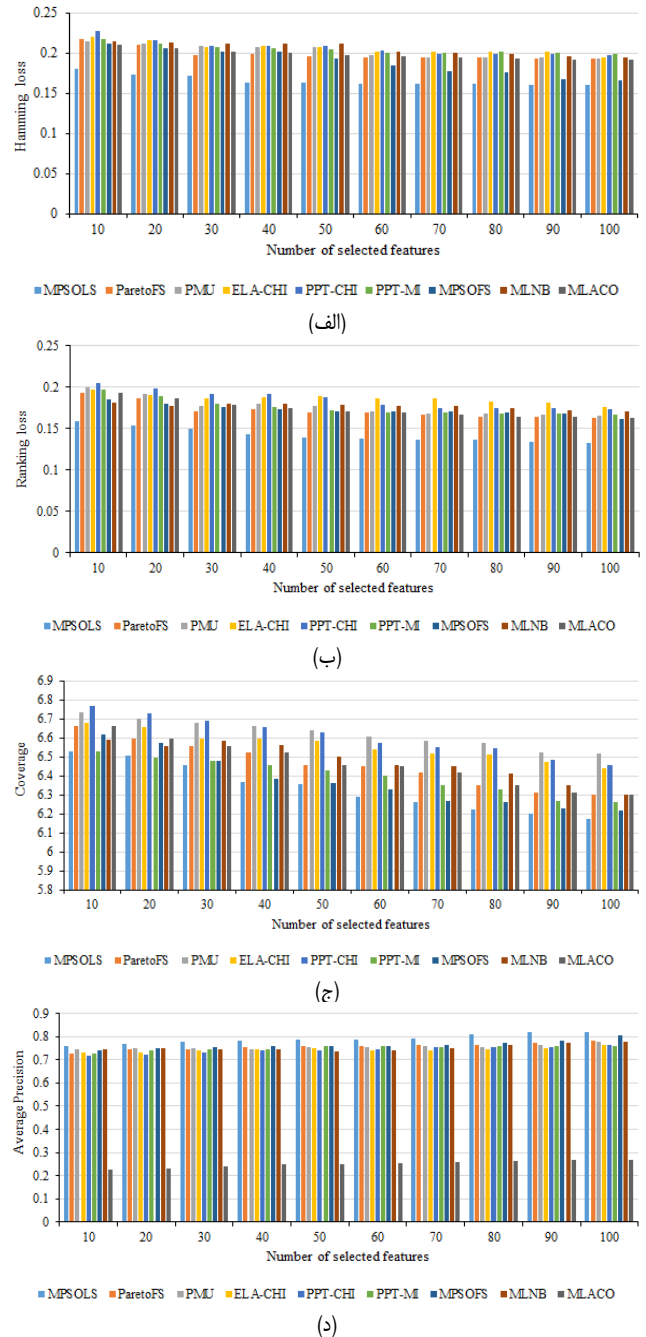 0.25
0.2
0.15
0.1
0.05
0
Hamming loss
10 20 30 40 50 60 70 80 90 100
Number of selected features
MPSOLS ParetoFS PMU ELA-CHI PPT-CHI PPT-MI MPSOFS MLNB MLACO
(الف)
0.25
0.2
0.15
0.1
0.05
0
Ranking loss
10 20 30 40 50 60 70 80 90 100
Number of selected features
MPSOLS ParetoFS PMU ELA-CHI PPT-CHI PPT-MI MPSOFS MLNB MLACO
(ب)
6.9
6.8
6.7
6.6
6.5
6.4
6.3
6.2
6.1
6
5.9
5.8
Coverage
10 20 30 40 50 60 70 80 90 100
Number of selected features
MPSOLS ParetoFS PMU ELA-CHI PPT-CHI PPT-MI MPSOFS MLNB MLACO
(ج)
0.9
0.8
0.7
0.6
0.5
0.4
0.3
0.2
0.1
0
Average Precision
10 20 30 40 50 60 70 80 90 100
Number of selected features
MPSOLS ParetoFS PMU ELA-CHI PPT-CHI PPT-MI MPSOFS MLNB MLACO
(د)